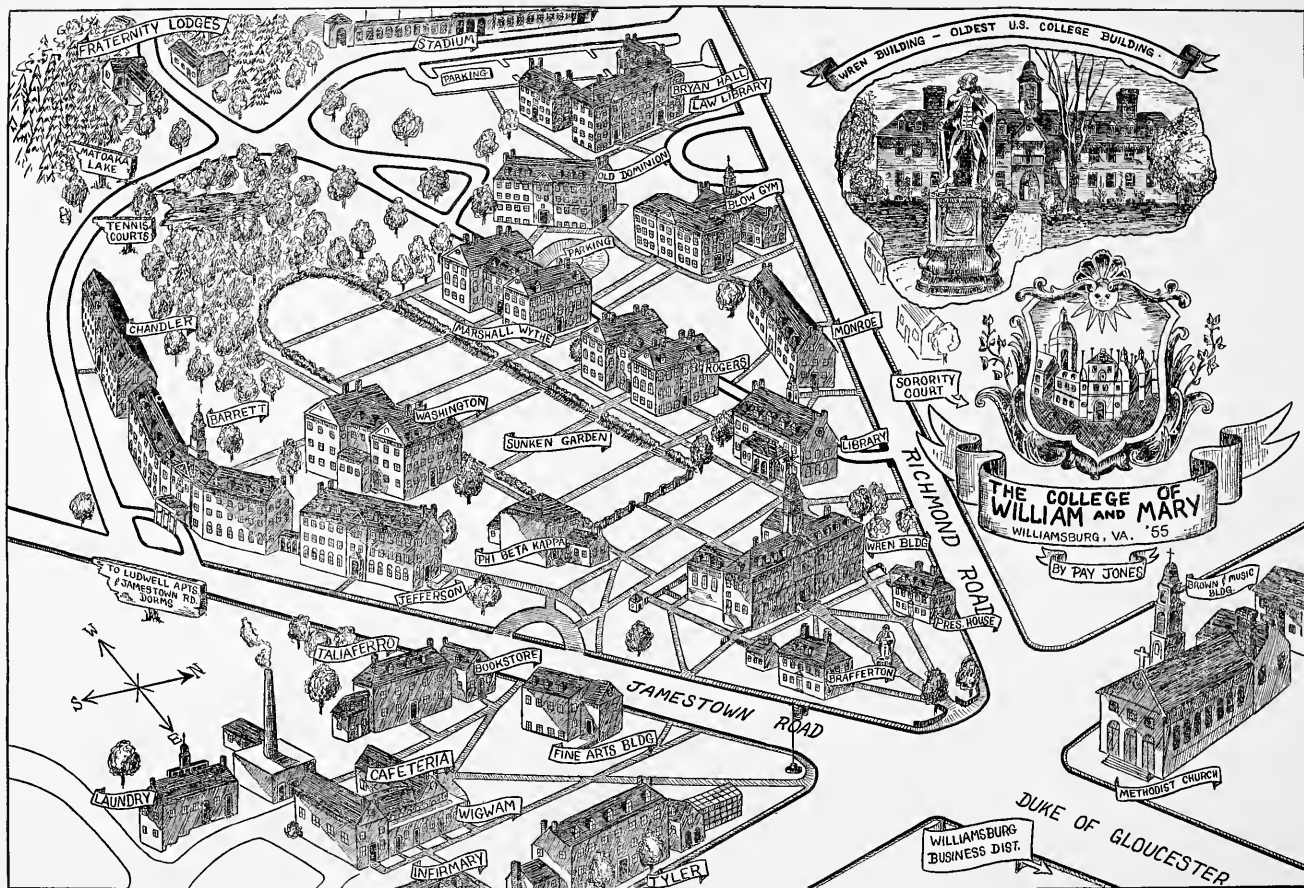 FRATERNITY LODGES
STADIUM
PARKING
BRYAN HALL
LAW LIBRARY
WREN BUILDING – OLDEST U.S. COLLEGE BUILDING.
MATOAKA
LAKE
OLD DOMINION
BLOW GYM
TENNIS
COURTS
PARKING
CHANDLER
MARSHALL WYTHE
MONROE
ROGERS
SORORITY
COURT
BARRETT
WASHINGTON
SUNKEN GARDEN
LIBRARY
RICHMOND ROAD
THE COLLEGE OF
WILLIAM AND MARY
WILLIAMSBURG, VA. '55
BY PAY JONES
PHI BETA KAPPA
WREN BLDG
TO LUDWELL APTS.
& JAMESTOWN RD.
DORMS
JEFFERSON
PRES. HOUSE
BROWN & MUSIC
BLDG.
W
N
S
E
TALIAFERRO
BOOKSTORE
BRAFFERTON
JAMESTOWN ROAD
FINE ARTS BLDG
CAFETERIA
LAUNDRY
WIGWAM
METHODIST CHURCH
INFIRMARY
TYLER
WILLIAMSBURG
BUSINESS DIST.
DUKE OF GLOUCESTER